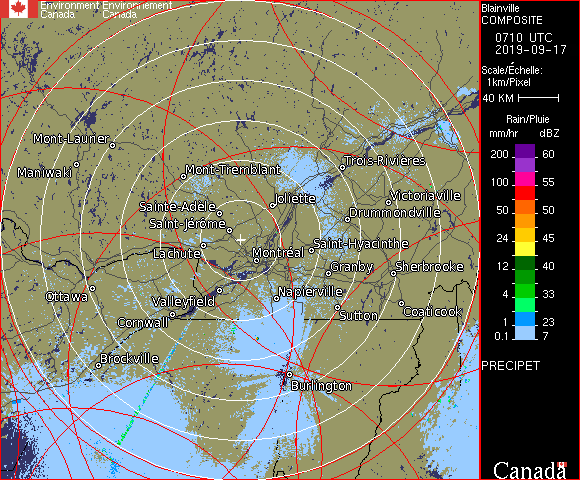 Environment Environnement
Canada Canada
Blainville
COMPOSITE
0710 UTC
2019-09-17
Scale/Échelle:
1km/Pixel
40 KM
Rain/Pluie
mm/hr dBZ
200 60
100 55
50 50
24 45
12 40
4 33
1 23
0.1 7
PRECIPET
Canada
Mont-Laurier
Maniwaki
Mont-Tremblant
Trois-Rivières
Sainte-Adele
Joliette
Victoriaville
Drummondville
Saint-Jérôme
Lachute
Montréal
Saint-Hyacinthe
Granby
Sherbrooke
Ottawa
Valleyfield
Napierville
Cornwall
Sutton
Coaticook
Brockville
Burlington